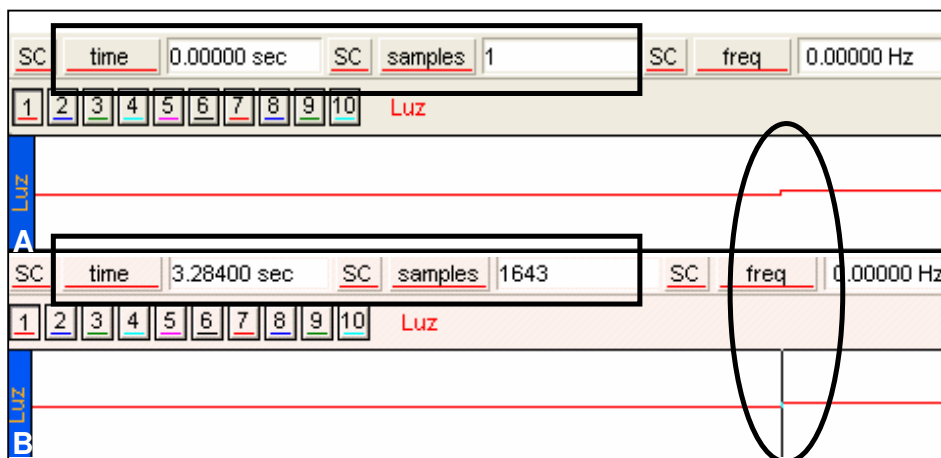 SC time 0.00000 sec SC samples 1 SC freq 0.00000 Hz
1 2 3 4 5 6 7 8 9 10 Luz
Luz
A
SC time 3.28400 sec SC samples 1643 SC freq 0.00000 Hz
1 2 3 4 5 6 7 8 9 10 Luz
Luz
B